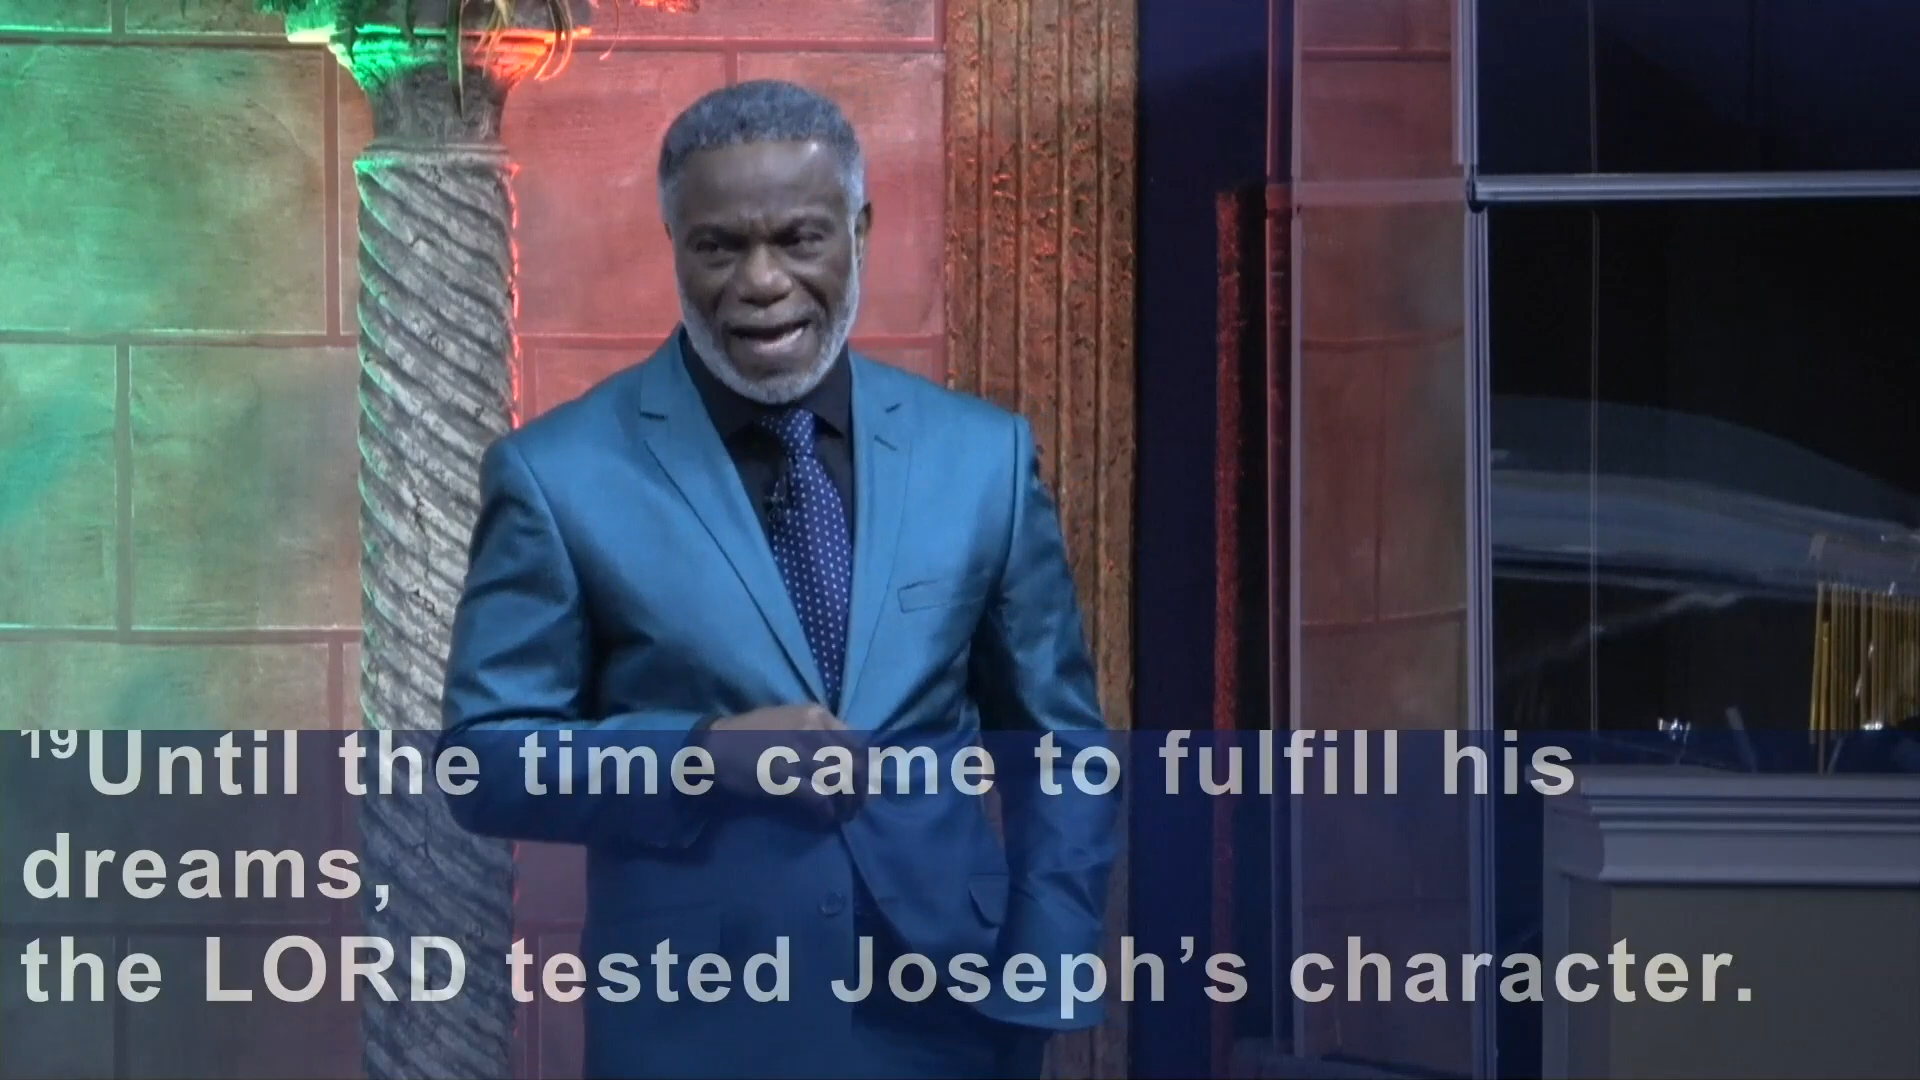 ¹⁹Until the time came to fulfill his
dreams,
the LORD tested Joseph’s character.